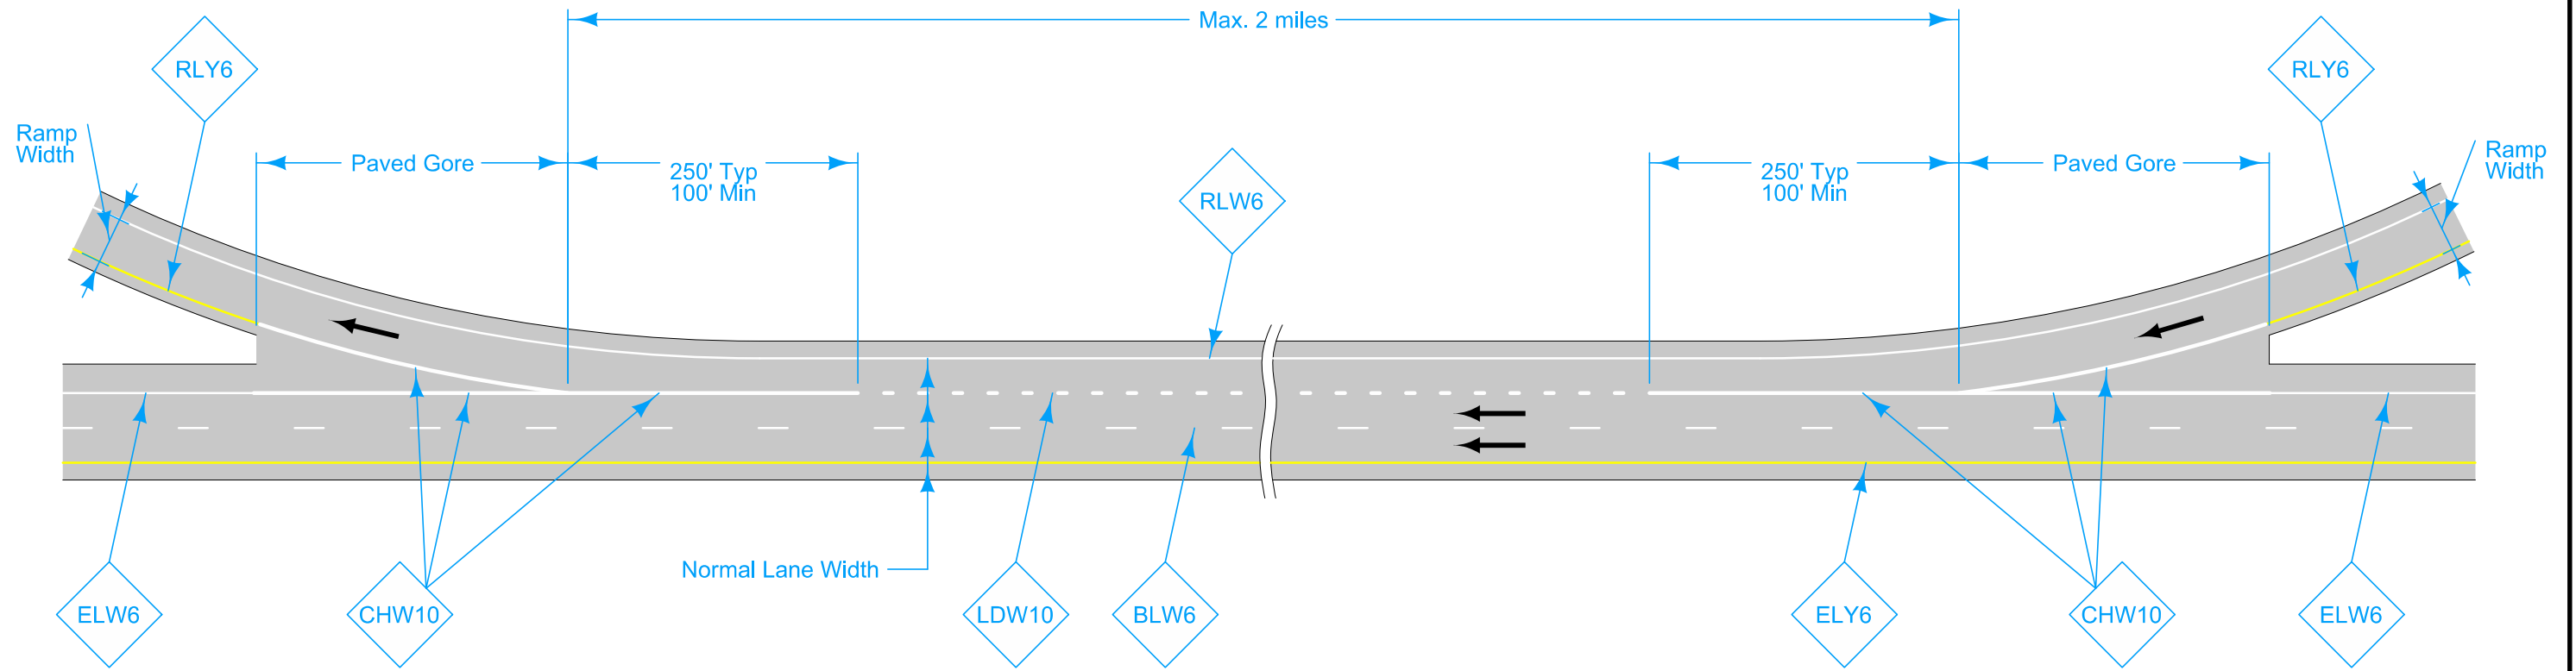 Max. 2 miles
RLY6
RLY6
Ramp
Width
Paved Gore
250' Typ
100' Min
RLW6
250' Typ
100' Min
Paved Gore
Ramp
Width
Normal Lane Width
ELW6
CHW10
LDW10
BLW6
ELY6
CHW10
ELW6